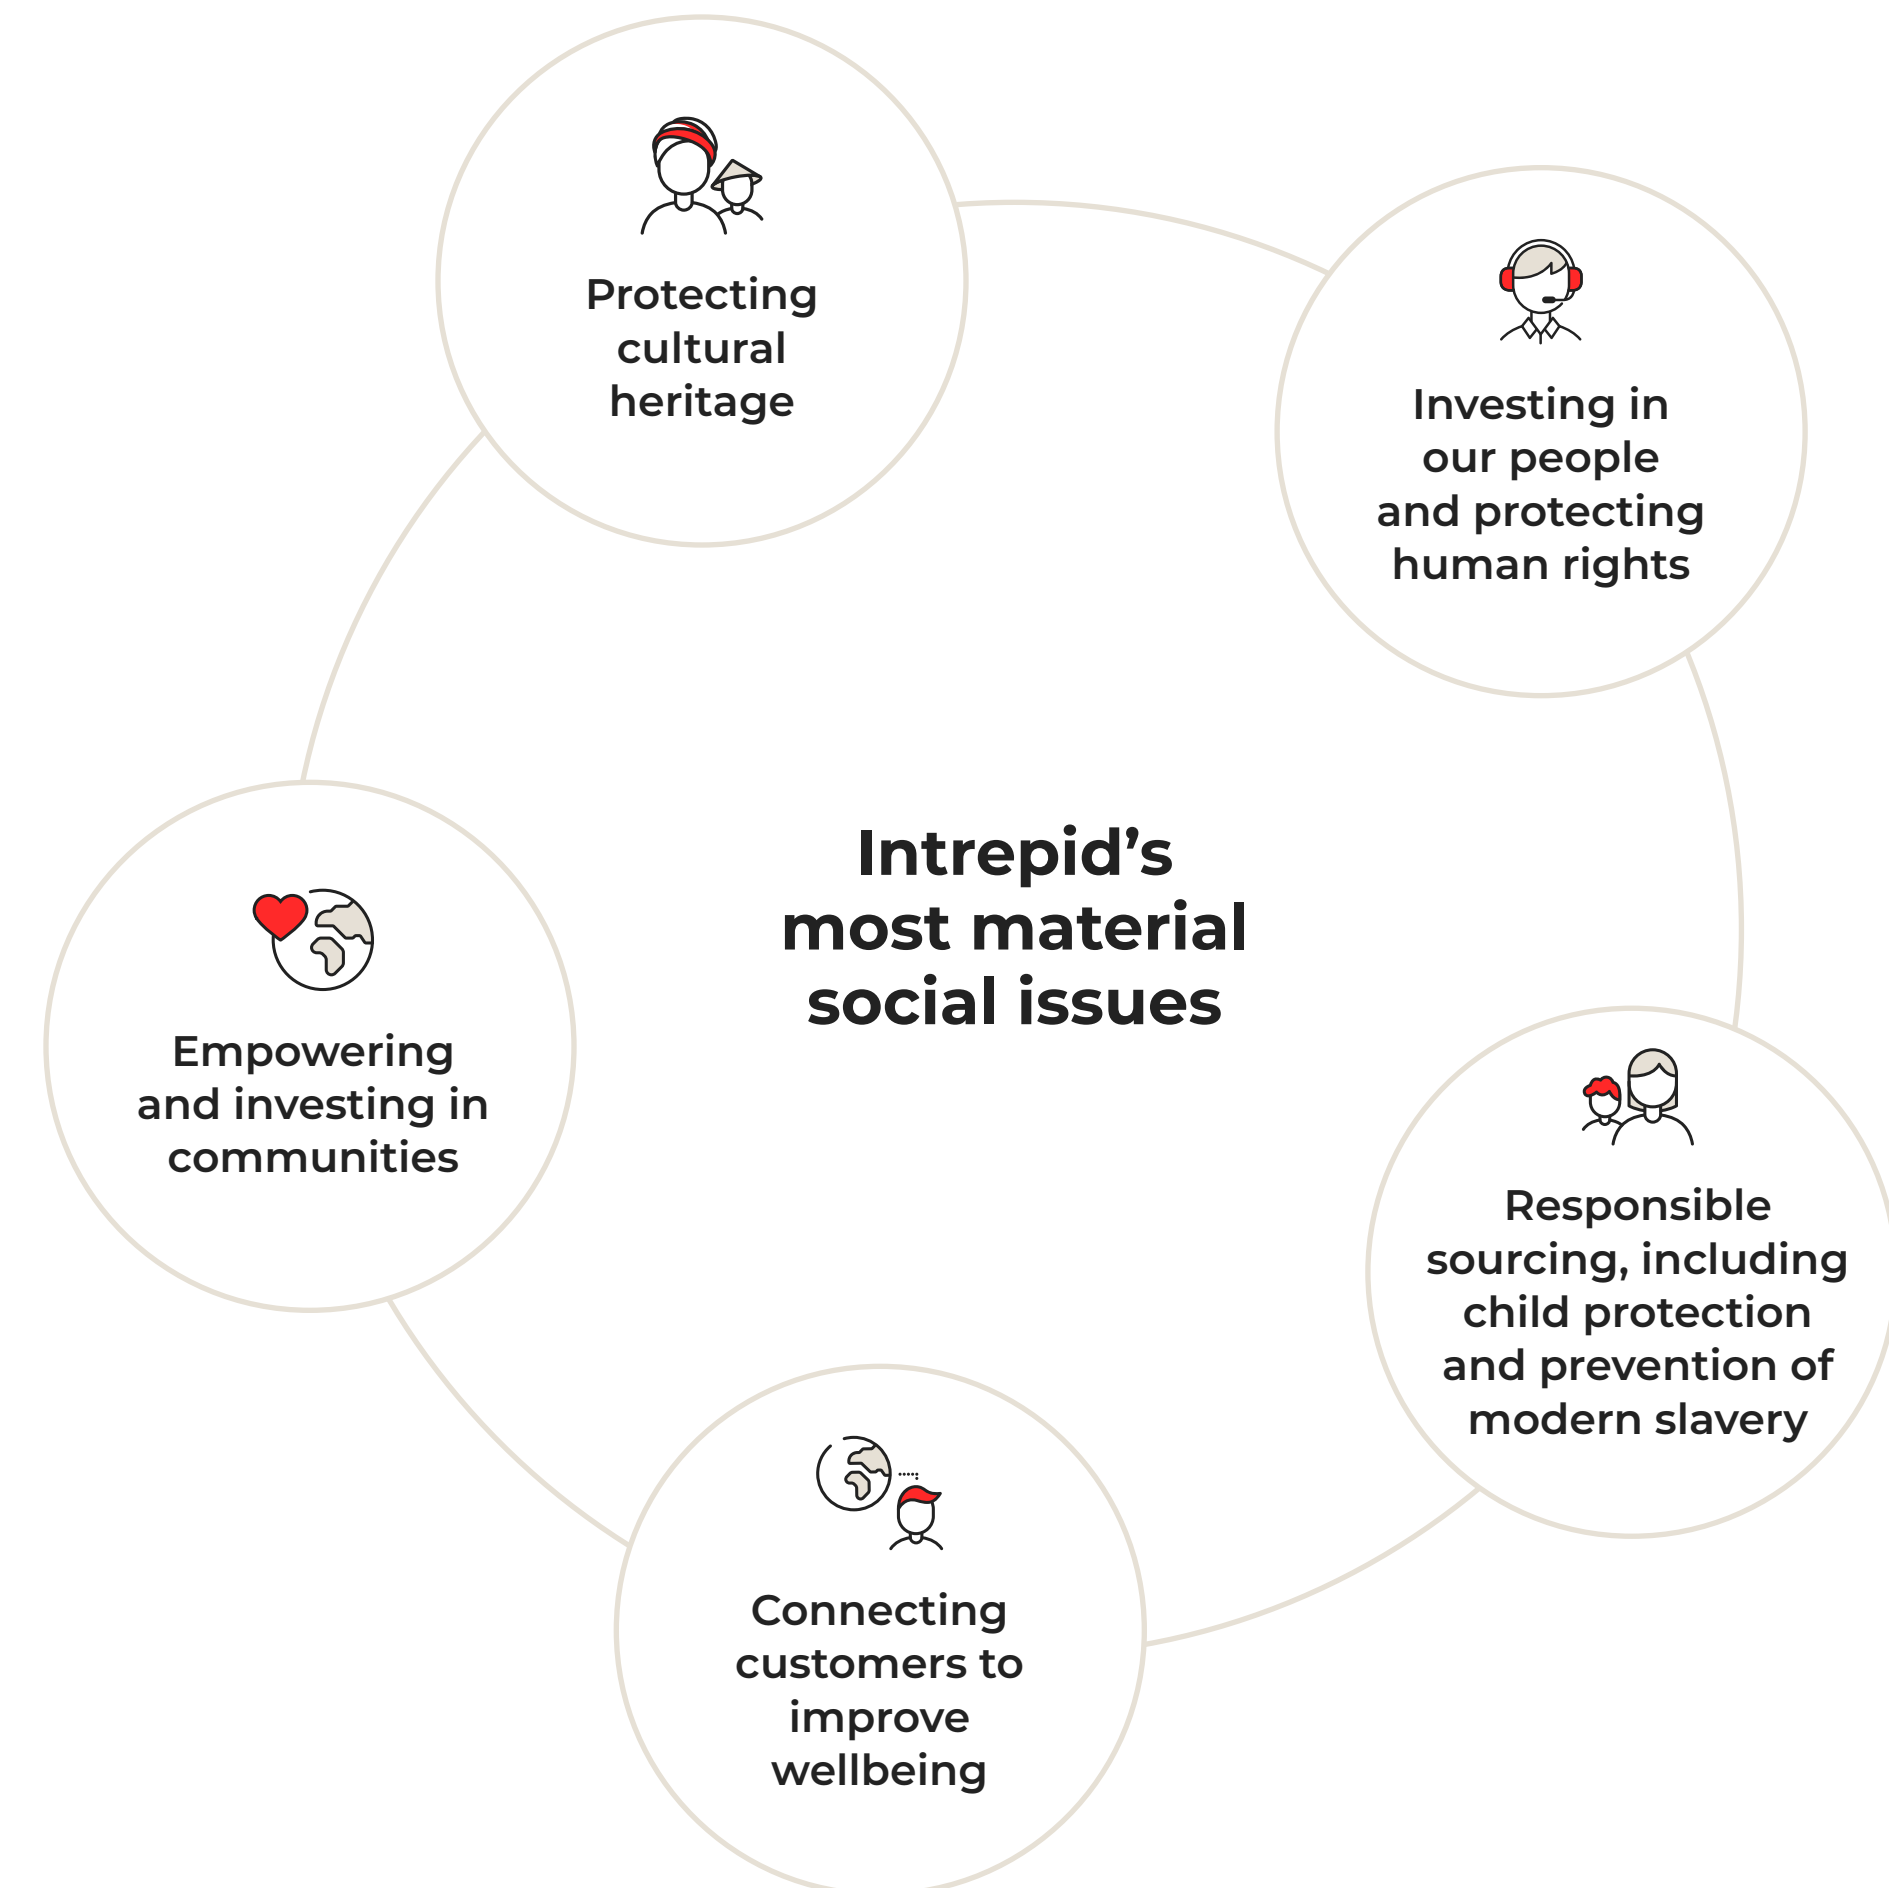 Protecting
cultural
heritage
Investing in
our people
and protecting
human rights
Intrepid’s
most material
social issues
Empowering
and investing in
communities
Responsible
sourcing, including
child protection
and prevention of
modern slavery
Connecting
customers to
improve
wellbeing